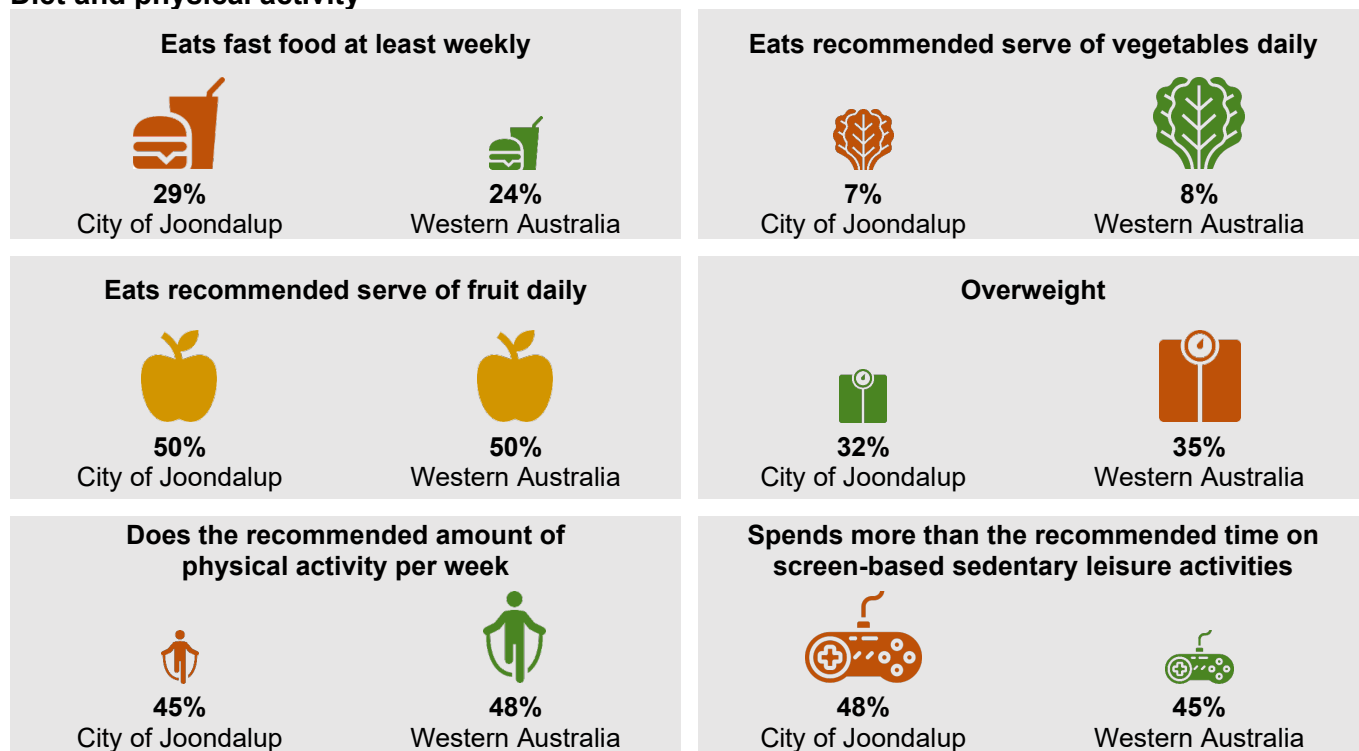 Diet and physical activity
Eats fast food at least weekly
29%
City of Joondalup
24%
Western Australia
Eats recommended serve of vegetables daily
7%
City of Joondalup
8%
Western Australia
Eats recommended serve of fruit daily
50%
City of Joondalup
50%
Western Australia
Overweight
32%
City of Joondalup
35%
Western Australia
Does the recommended amount of
physical activity per week
45%
City of Joondalup
48%
Western Australia
Spends more than the recommended time on
screen-based sedentary leisure activities
48%
City of Joondalup
45%
Western Australia